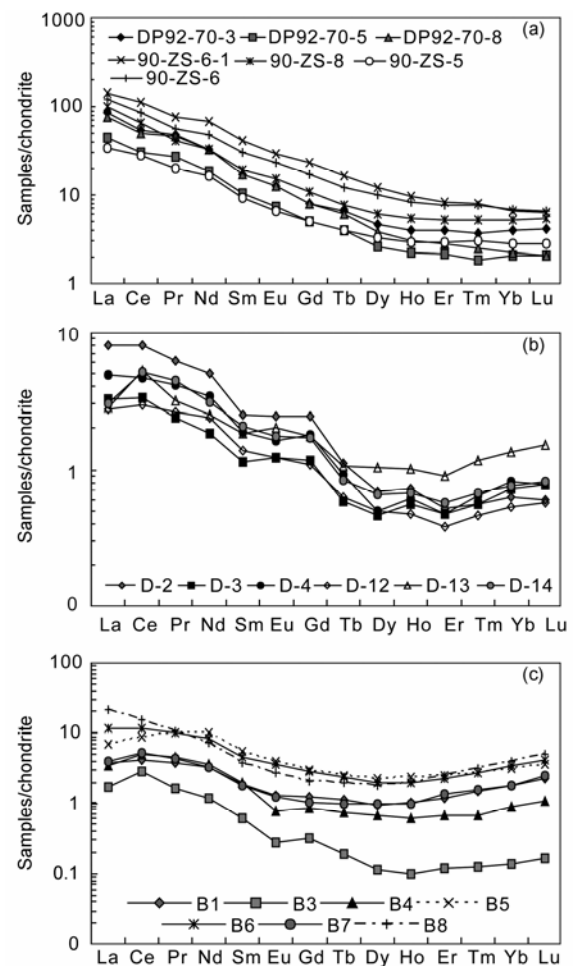 1000
(a)
DP92-70-3 DP92-70-5 DP92-70-8
90-ZS-6-1 90-ZS-8 90-ZS-5
90-ZS-6
100
10
1
Samples/chondrite
La Ce Pr Nd Sm Eu Gd Tb Dy Ho Er Tm Yb Lu
10
(b)
1
0
Samples/chondrite
D-2 D-3 D-4 D-12 D-13 D-14
La Ce Pr Nd Sm Eu Gd Tb Dy Ho Er Tm Yb Lu
100
(c)
10
1
0.1
0
Samples/chondrite
B1 B3 B4 B5
B6 B7 B8
La Ce Pr Nd Sm Eu Gd Tb Dy Ho Er Tm Yb Lu